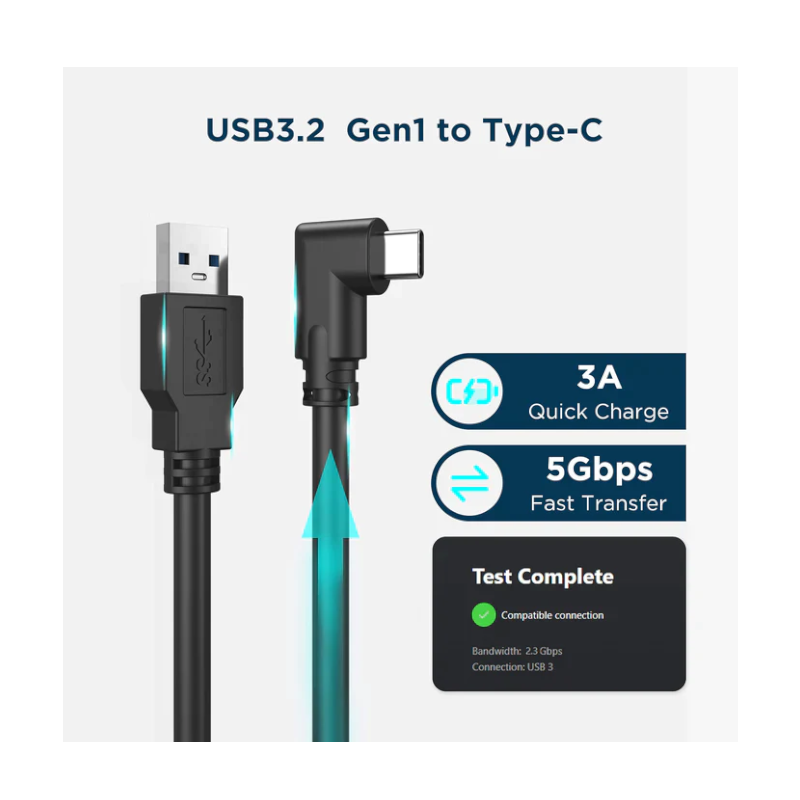 USB3.2 Gen1 to Type-C
3A
Quick Charge
5Gbps
Fast Transfer
Test Complete
Compatible connection
Bandwidth: 2.3 Gbps
Connection: USB 3